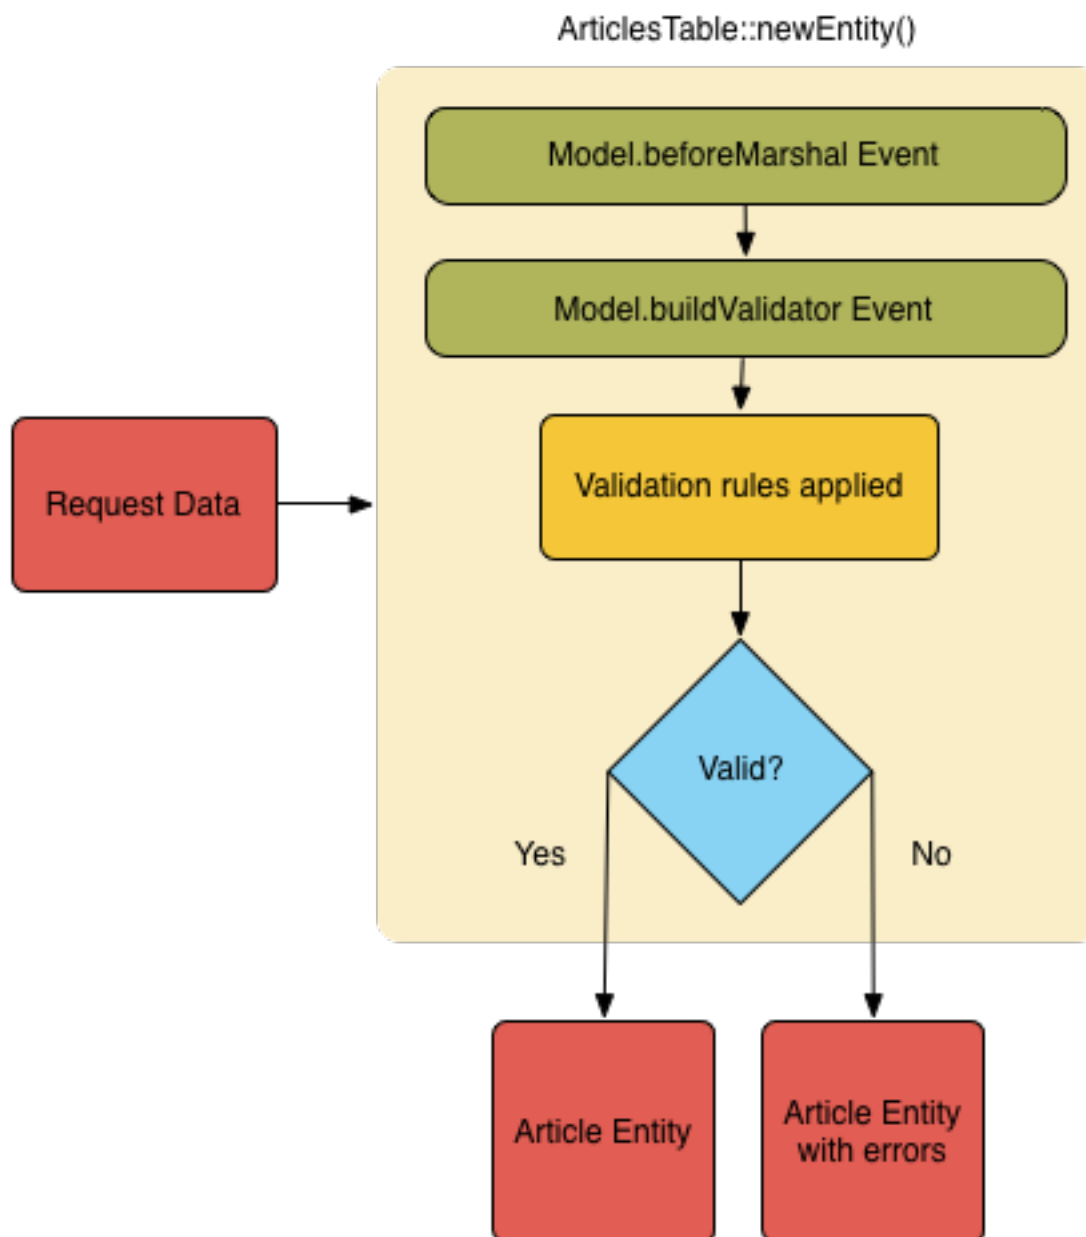 ArticlesTable::newEntity()
Model.beforeMarshal Event
Model.buildValidator Event
Request Data
Validation rules applied
Valid?
Yes
No
Article Entity
Article Entity
with errors